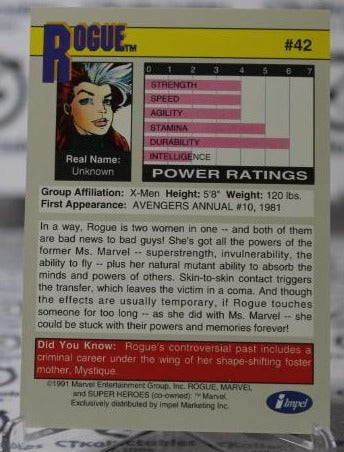 ROGUE™
#42
0 1 2 3 4 5 6 7
STRENGTH
SPEED
AGILITY
STAMINA
DURABILITY
INTELLIGENCE
POWER RATINGS
Real Name:
Unknown
Group Affiliation: X-Men Height: 5'8" Weight: 120 lbs.
First Appearance: AVENGERS ANNUAL #10, 1981
In a way, Rogue is two women in one -- and both of them
are bad news to bad guys! She's got all the powers of the
former Ms. Marvel -- superstrength, invulnerability, the
ability to fly -- plus her natural mutant ability to absorb the
minds and powers of others. Skin-to-skin contact triggers
the transfer, which leaves the victim in a coma. And though
the effects are usually temporary, if Rogue touches
someone for too long -- as she did with Ms. Marvel -- she
could be stuck with their powers and memories forever!
Did You Know: Rogue's controversial past includes a
criminal career under the wing of her shape-shifting foster
mother, Mystique.
©1991 Marvel Entertainment Group, Inc. ROGUE, MARVEL
and SUPER HEROES (co-owned): ™ Marvel.
Exclusively distributed by Impel Marketing Inc.
Impel